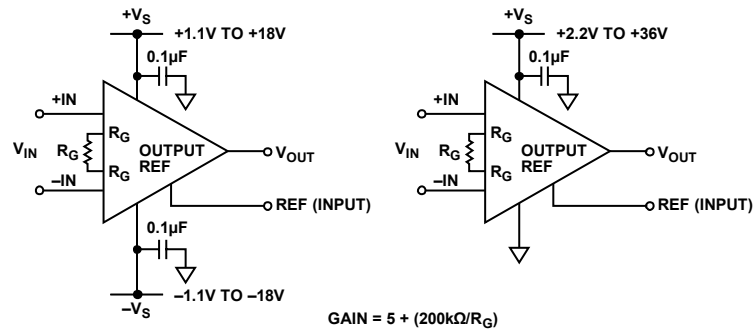 +VS
+1.1V TO +18V
0.1µF
+IN
RG
VIN
RG
OUTPUT
REF
VOUT
RG
–IN
REF (INPUT)
0.1µF
–1.1V TO –18V
–VS
+VS
+2.2V TO +36V
0.1µF
+IN
RG
VIN
RG
OUTPUT
REF
VOUT
RG
–IN
REF (INPUT)
GAIN = 5 + (200kΩ/RG)